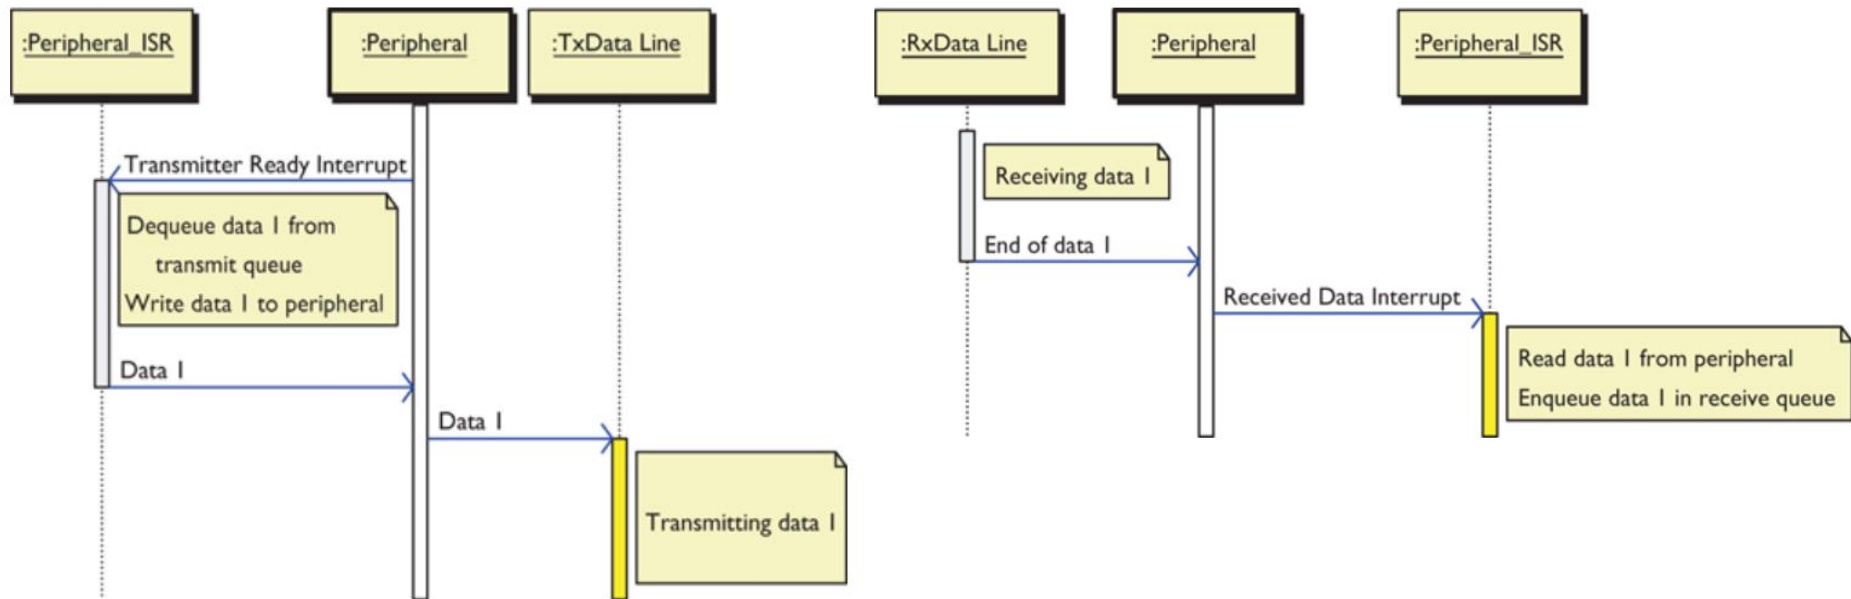 :Peripheral_ISR
:Peripheral
:TxData Line
Transmitter Ready Interrupt
Dequeue data 1 from
transmit queue
Write data 1 to peripheral
Data 1
Data 1
Transmitting data 1
:RxData Line
:Peripheral
:Peripheral_ISR
Receiving data 1
End of data 1
Received Data Interrupt
Read data 1 from peripheral
Enqueue data 1 in receive queue